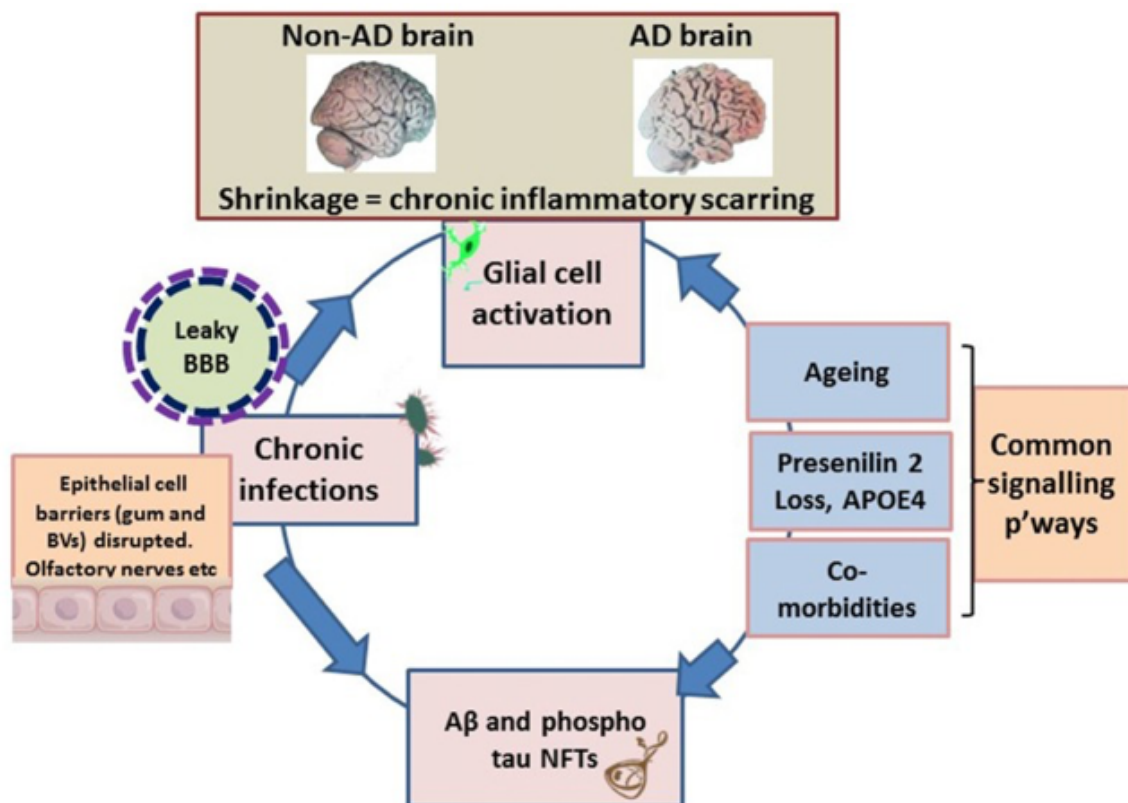 Non-AD brain
AD brain
Shrinkage = chronic inflammatory scarring
Glial cell
activation
Leaky
BBB
Chronic
infections
Epithelial cell
barriers (gum and
BVs) disrupted.
Olfactory nerves etc
Ageing
Presenilin 2
Loss, APOE4
Co-
morbidities
Common
signalling
p'ways
Aβ and phospho
tau NFTs